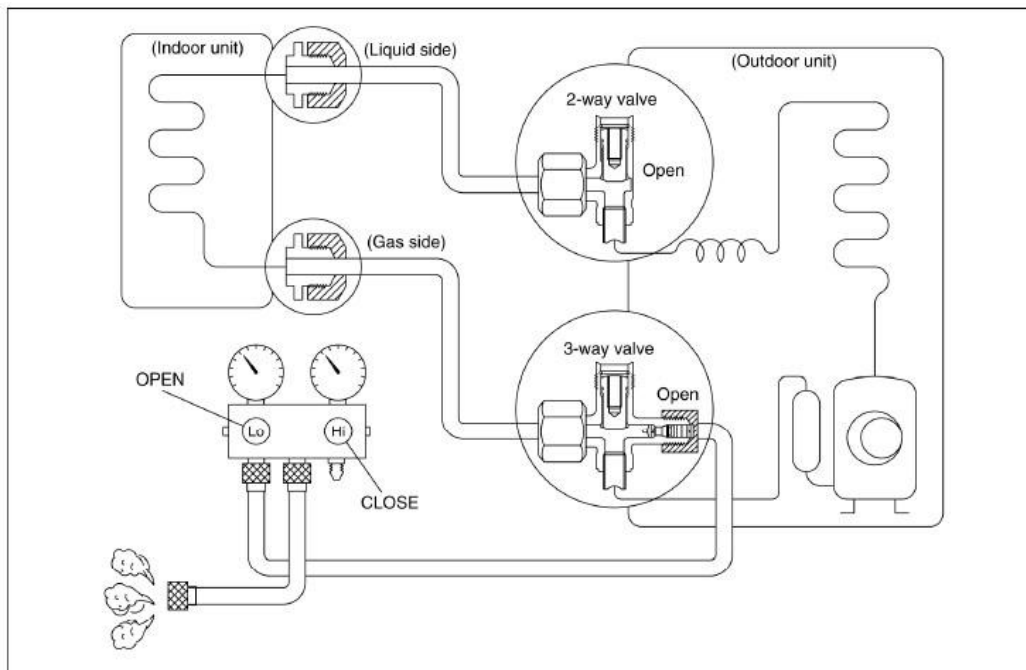 (Indoor unit)
(Liquid side)
(Outdoor unit)
2-way valve
Open
(Gas side)
3-way valve
Open
OPEN
Lo
Hi
CLOSE